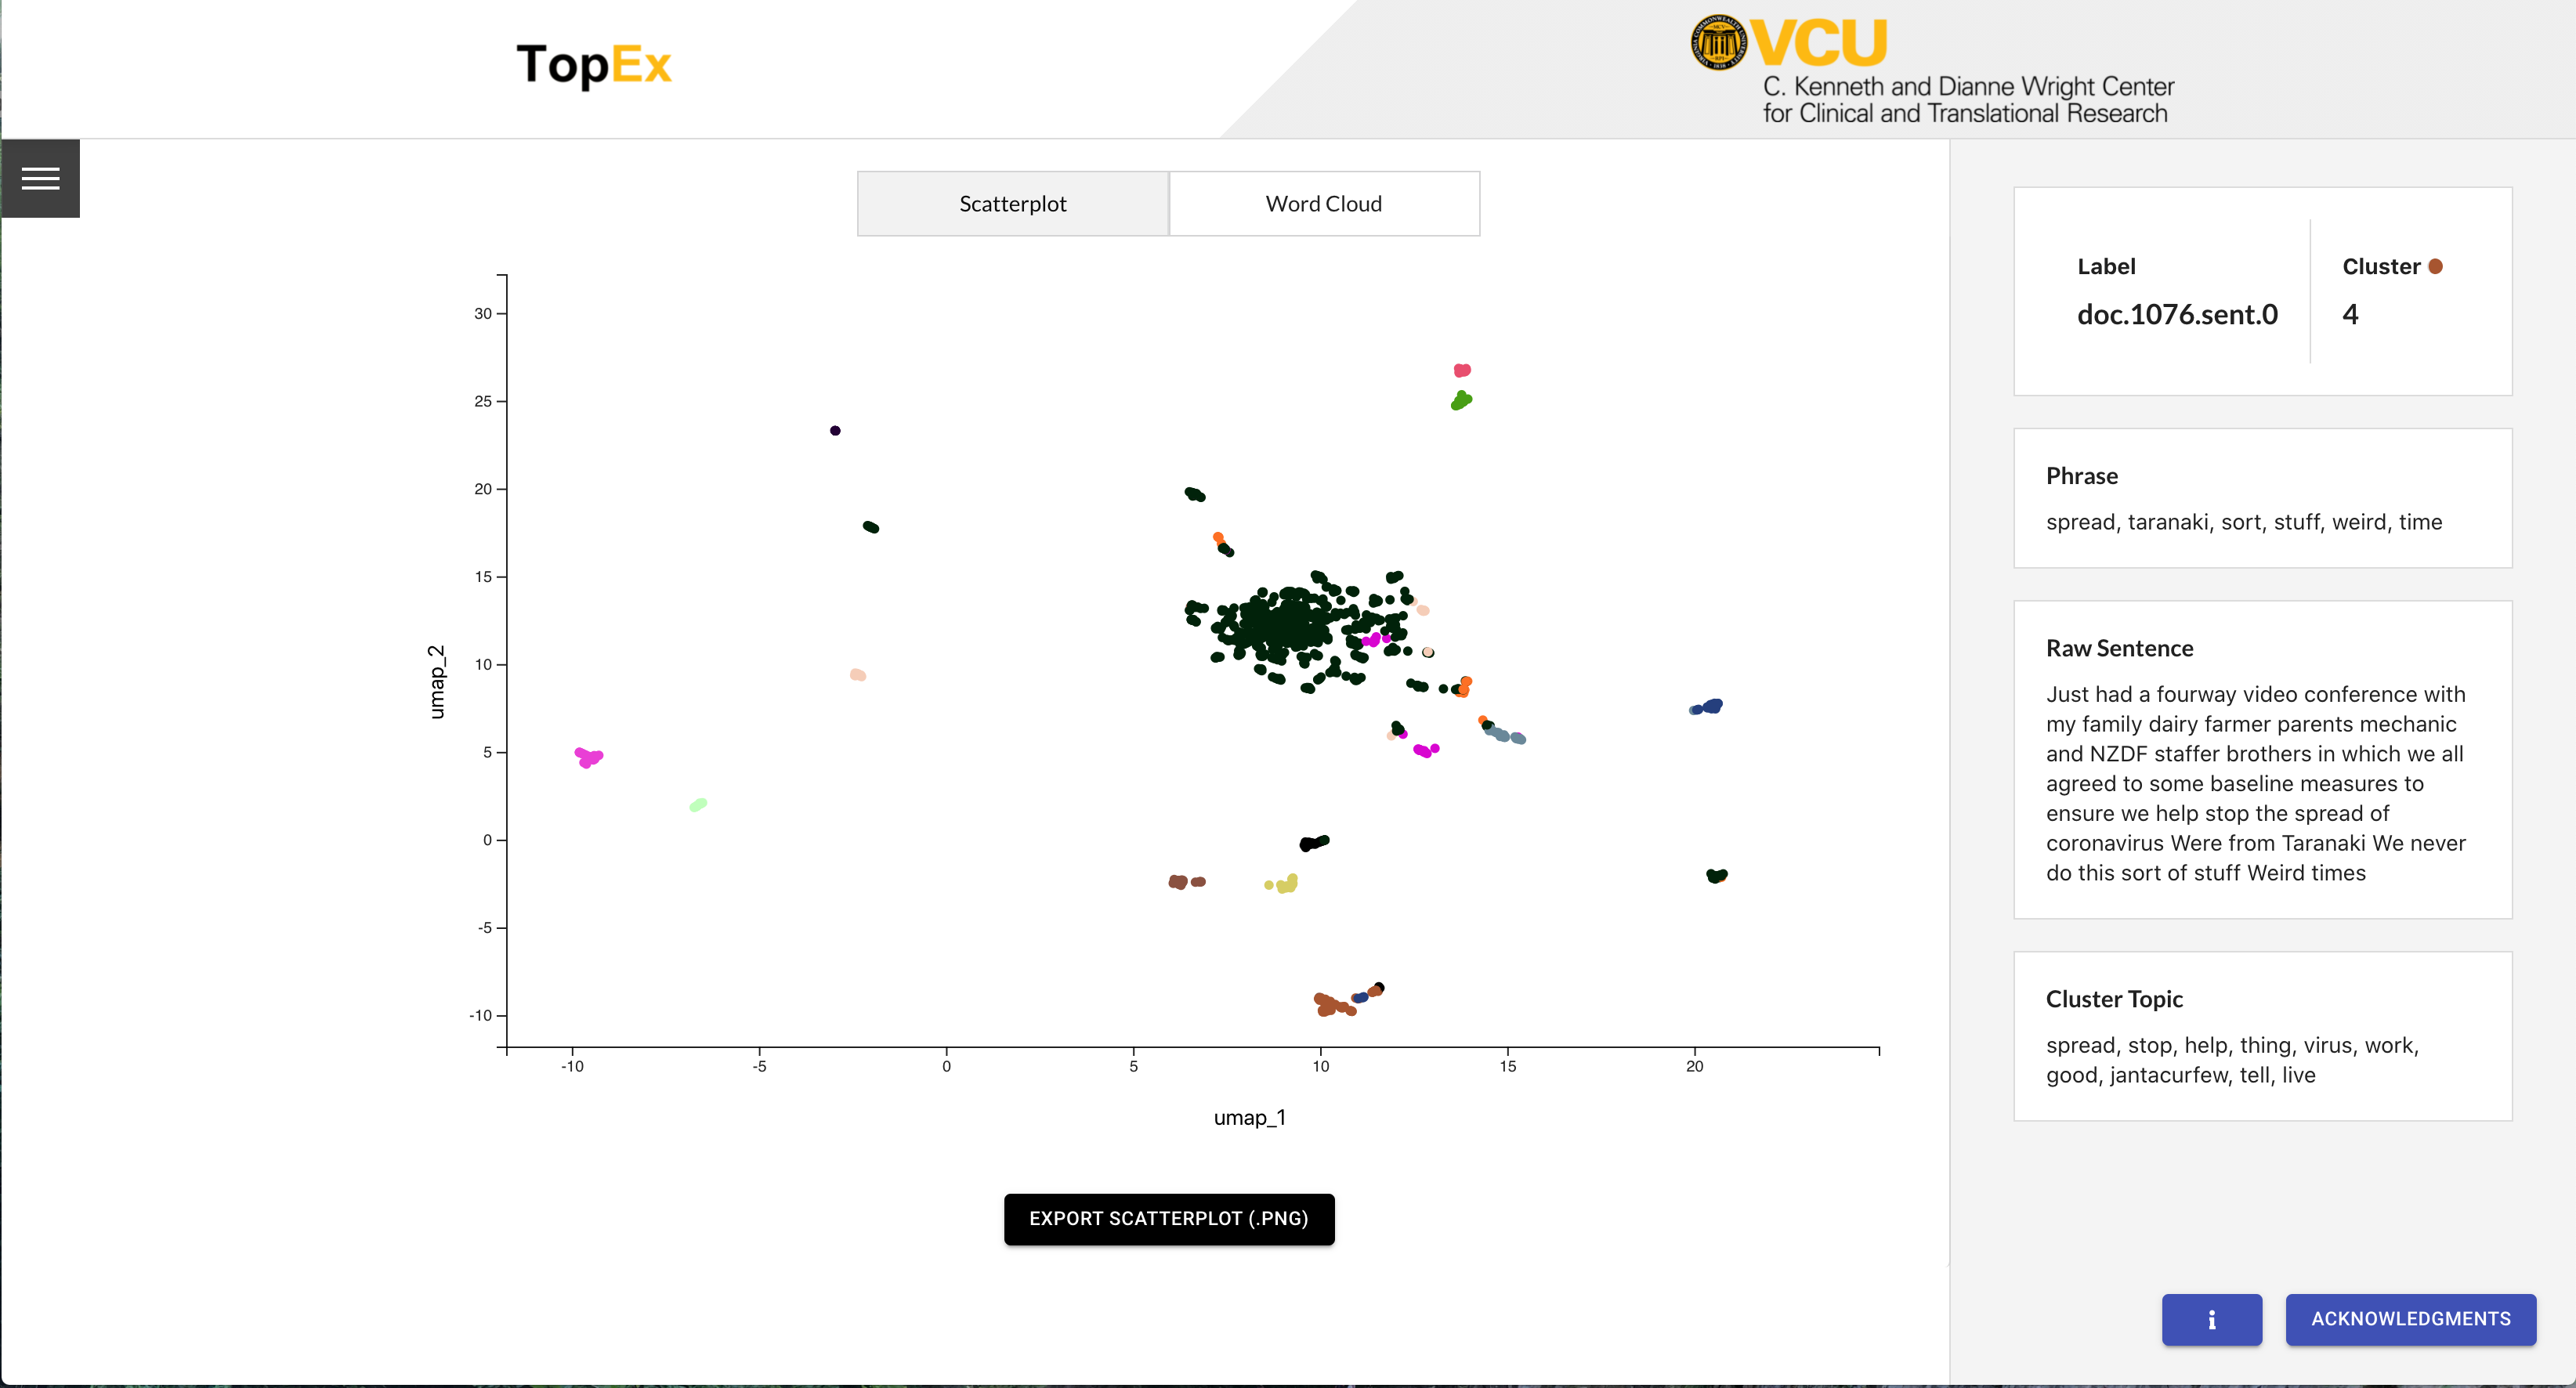 TopEx
VCU
C. Kenneth and Dianne Wright Center
for Clinical and Translational Research
Scatterplot
Word Cloud
30
25
20
15
10
5
0
-5
-10
umap_2
-10
-5
0
5
10
15
20
umap_1
EXPORT SCATTERPLOT (.PNG)
Label
doc.1076.sent.0
Cluster
4
Phrase
spread, taranaki, sort, stuff, weird, time
Raw Sentence
Just had a fourway video conference with
my family dairy farmer parents mechanic
and NZDF staffer brothers in which we all
agreed to some baseline measures to
ensure we help stop the spread of
coronavirus Were from Taranaki We never
do this sort of stuff Weird times
Cluster Topic
spread, stop, help, thing, virus, work,
good, jantacurfew, tell, live
i
ACKNOWLEDGMENTS